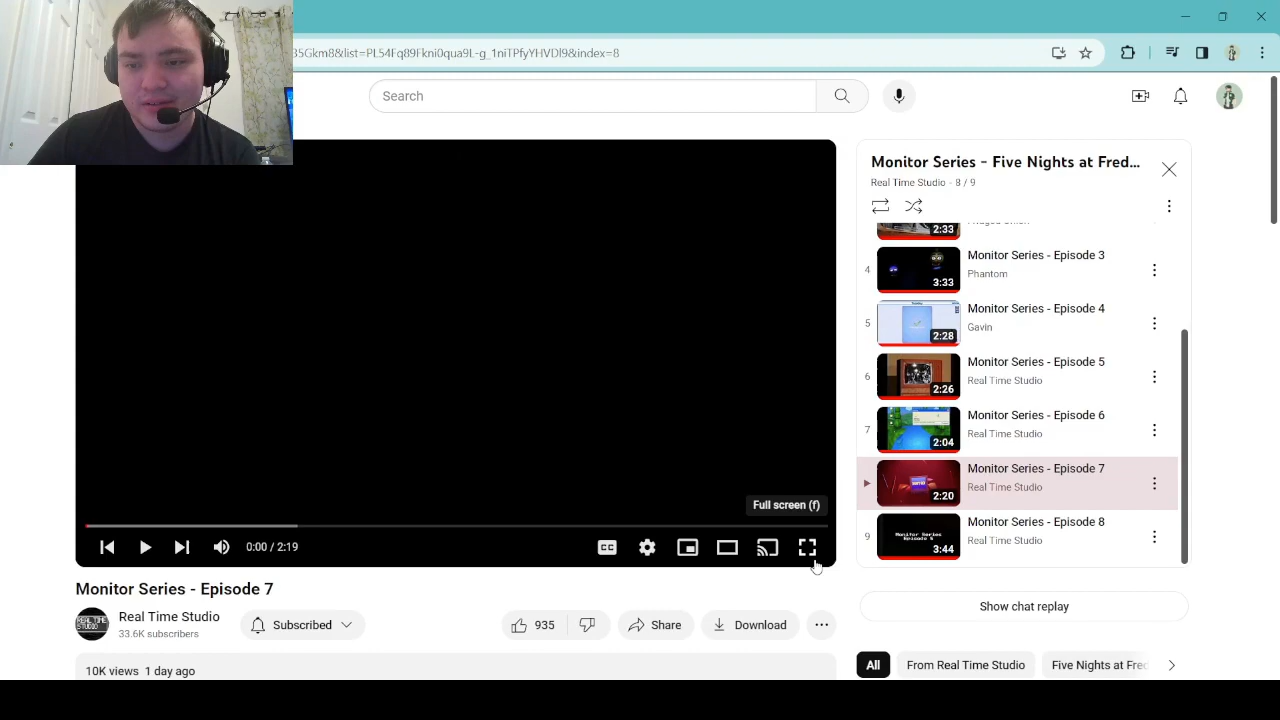 35Gkm8&list=PL54Fq89Fkni0qua9L-g_1niTPfyYHVDl9&index=8
Search
Full screen (f)
0:00 / 2:19
CC
Monitor Series - Episode 7
Real Time Studio
33.6K subscribers
Subscribed
935
Share
Download
10K views 1 day ago
Monitor Series - Five Nights at Fred...
Real Time Studio - 8 / 9
2:33
4
3:33
Monitor Series - Episode 3
Phantom
5
2:28
Monitor Series - Episode 4
Gavin
6
2:26
Monitor Series - Episode 5
Real Time Studio
7
2:04
Monitor Series - Episode 6
Real Time Studio
2:20
Monitor Series - Episode 7
Real Time Studio
9
Monitor Series
3:44
Monitor Series - Episode 8
Real Time Studio
Show chat replay
All
From Real Time Studio
Five Nights at Fred